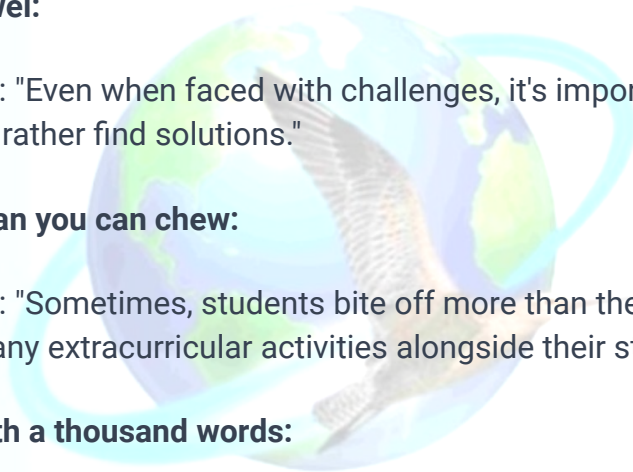 wel:
: "Even when faced with challenges, it's impor
rather find solutions."
an you can chew:
: "Sometimes, students bite off more than the
any extracurricular activities alongside their st
th a thousand words: